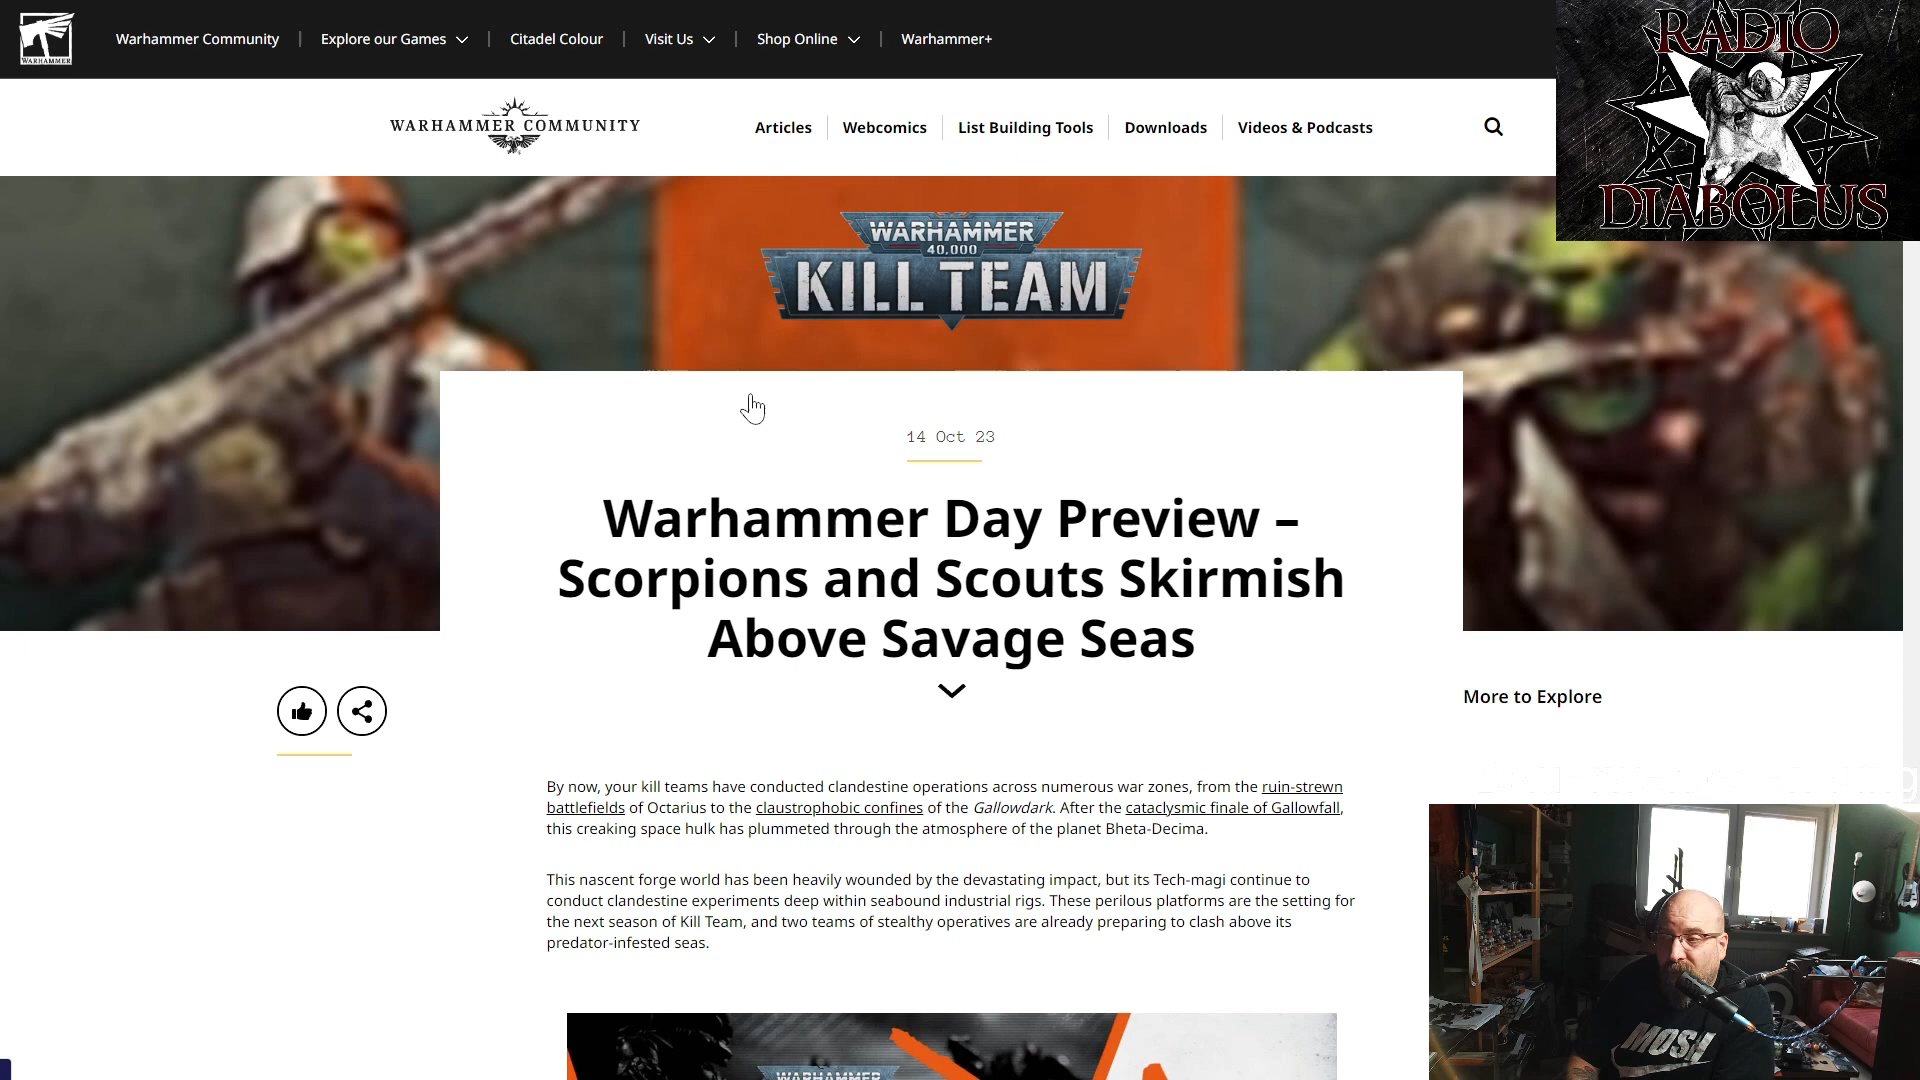 WARHAMMER
Warhammer Community
Explore our Games
Citadel Colour
Visit Us
Shop Online
Warhammer+
RADIO
DIABOLUS
WARHAMMER COMMUNITY
Articles
Webcomics
List Building Tools
Downloads
Videos & Podcasts
WARHAMMER
40,000
KILL TEAM
14 Oct 23
Warhammer Day Preview –
Scorpions and Scouts Skirmish
Above Savage Seas
More to Explore
By now, your kill teams have conducted clandestine operations across numerous war zones, from the ruin-strewn
battlefields of Octarius to the claustrophobic confines of the Gallowdark. After the cataclysmic finale of Gallowfall,
this creaking space hulk has plummeted through the atmosphere of the planet Bheta-Decima.
This nascent forge world has been heavily wounded by the devastating impact, but its Tech-magi continue to
conduct clandestine experiments deep within seabound industrial rigs. These perilous platforms are the setting for
the next season of Kill Team, and two teams of stealthy operatives are already preparing to clash above its
predator-infested seas.
WARHAMMER
MOSH